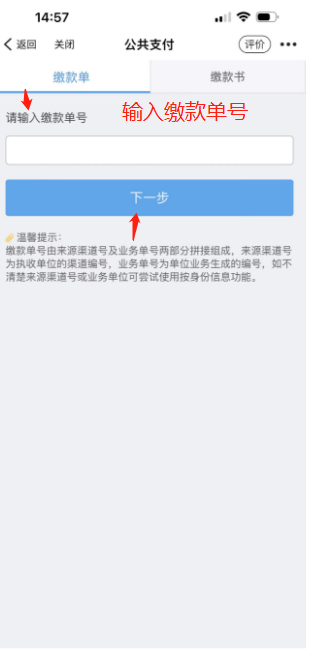 14:57
返回 关闭 公共支付 评价
缴款单 缴款书
请输入缴款单号 输入缴款单号
下一步
温馨提示：
缴款单号由来源渠道号及业务单号两部分拼接组成，来源渠道号
为执收单位的渠道编号，业务单号为单位业务生成的编号，如不
清楚来源渠道号或业务单位可尝试使用按身份信息功能。